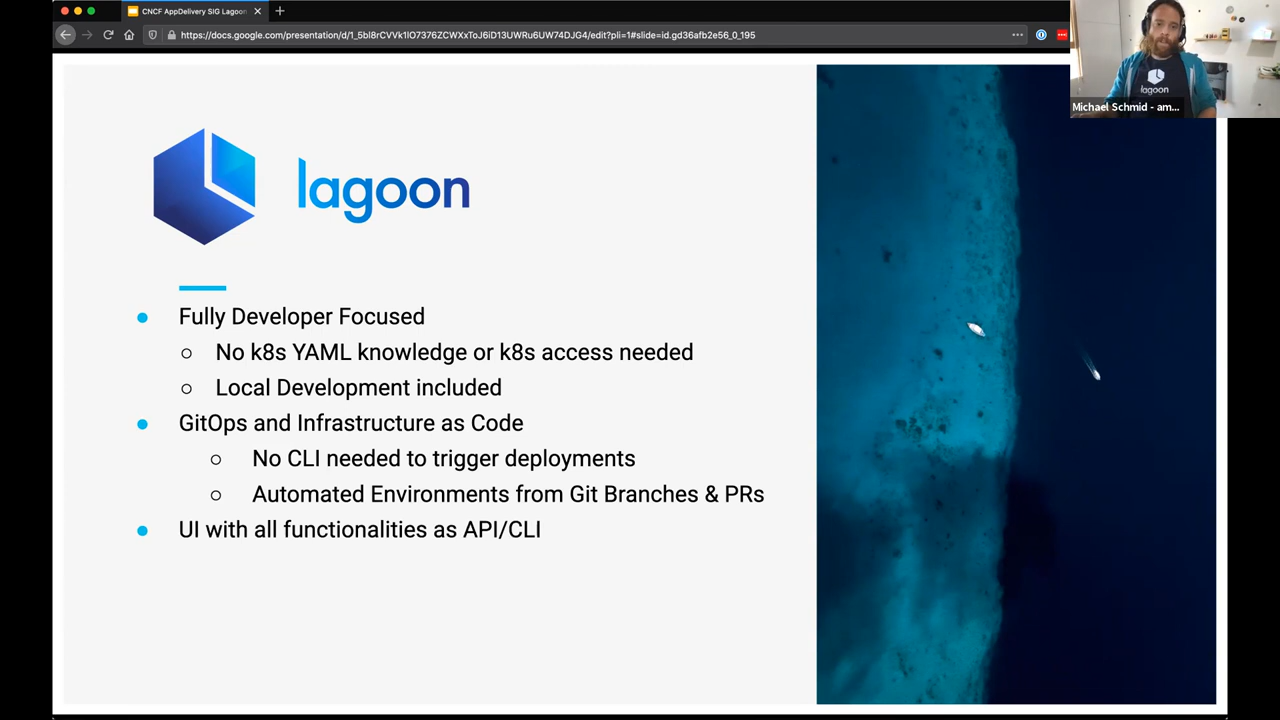 CNCF AppDelivery SIG Lagoon
https://docs.google.com/presentation/d/1_5bl8rCVVk1lO7376ZCWXxToJ6iD13UWRu6UW74DJG4/edit?pli=1#slide=id.gd36afb2e56_0_195
lagoon
Michael Schmid - am...
lagoon
Fully Developer Focused
No k8s YAML knowledge or k8s access needed
Local Development included
GitOps and Infrastructure as Code
No CLI needed to trigger deployments
Automated Environments from Git Branches & PRs
UI with all functionalities as API/CLI